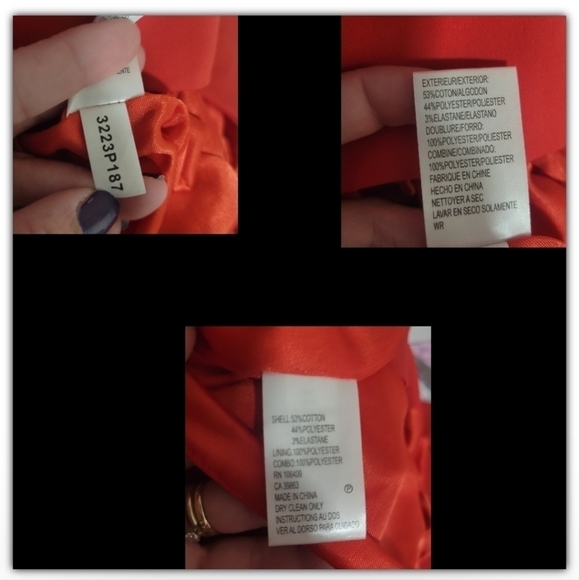 3223P187
EXTERIEUR/EXTERIOR:
53%COTON/ALGODON
44%POLYESTER/POLIESTER
3%ELASTANE/ELASTANO
DOUBLURE/FORRO:
100%POLYESTER/POLIESTER
COMBINE/COMBINADO:
100%POLYESTER/POLIESTER
FABRIQUE EN CHINE
HECHO EN CHINA
NETTOYER A SEC
LAVAR EN SECO SOLAMENTE
WR
SHELL:53%COTTON
44%POLYESTER
3%ELASTANE
LINING:100%POLYESTER
COMBO:100%POLYESTER
RN 106409
CA 39963
MADE IN CHINA
DRY CLEAN ONLY
INSTRUCTIONS AU DOS
VER AL DORSO PARA CUIDADO
P